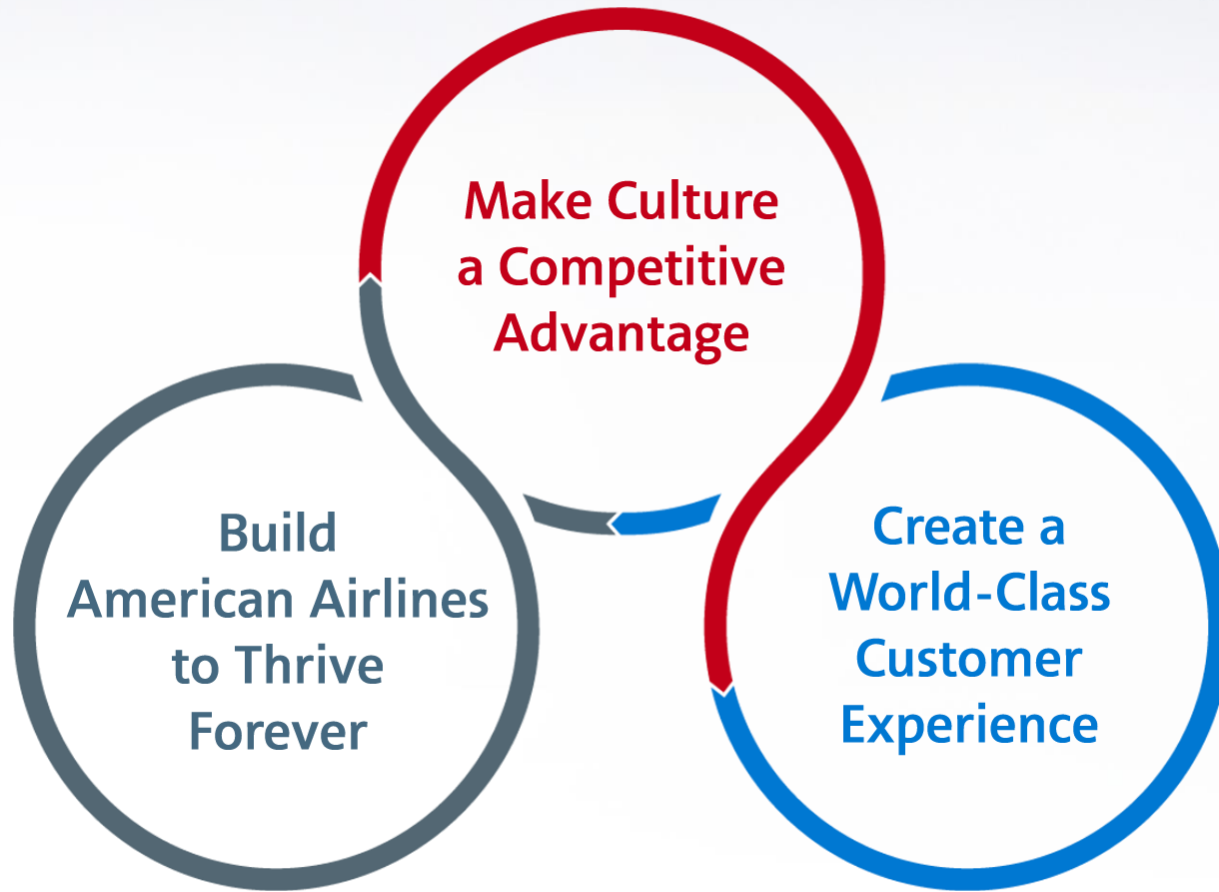 Make Culture
a Competitive
Advantage
Build
American Airlines
to Thrive
Forever
Create a
World-Class
Customer
Experience